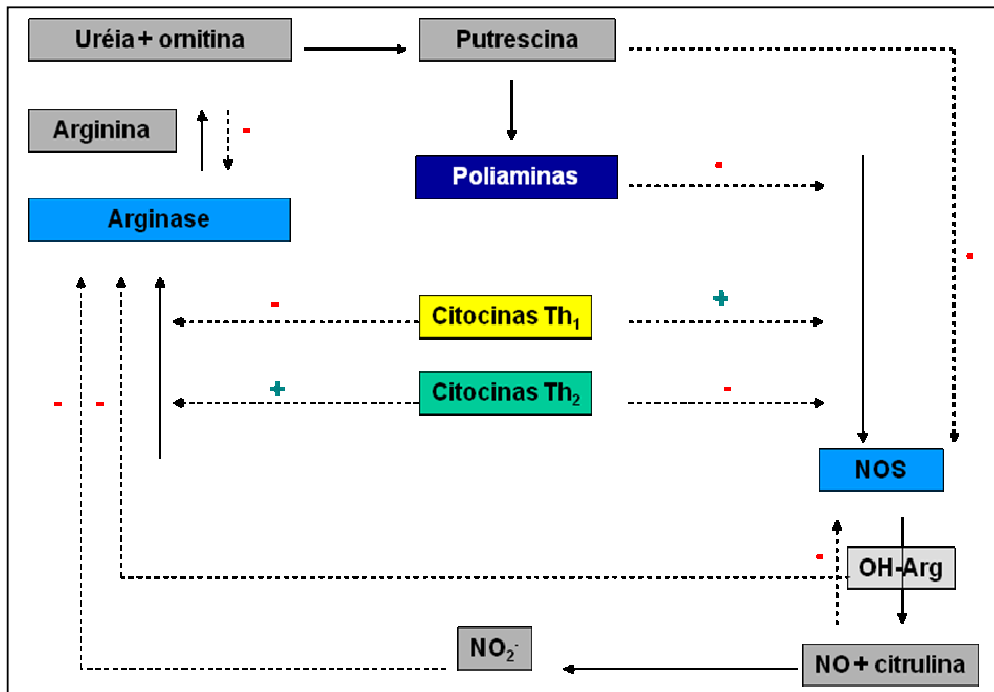 Uréia + ornitina
Putrescina
Arginina
-
Poliaminas
-
Arginase
-
-
Citocinas Th₁
+
+
Citocinas Th₂
-
-
-
NOS
-
OH-Arg
NO₂⁻
NO + citrulina